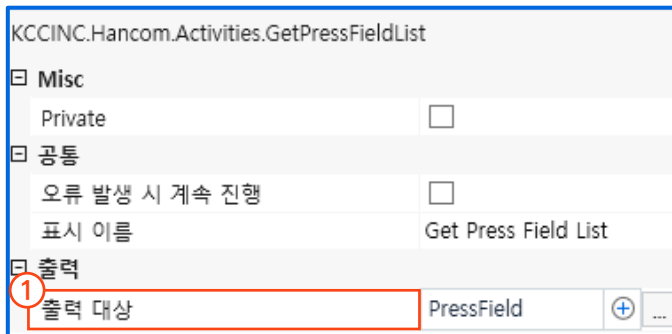 KCCINC.Hancom.Activities.GetPressFieldList
Misc
Private
공통
오류 발생 시 계속 진행
표시 이름 Get Press Field List
출력
1
출력 대상 PressField ...